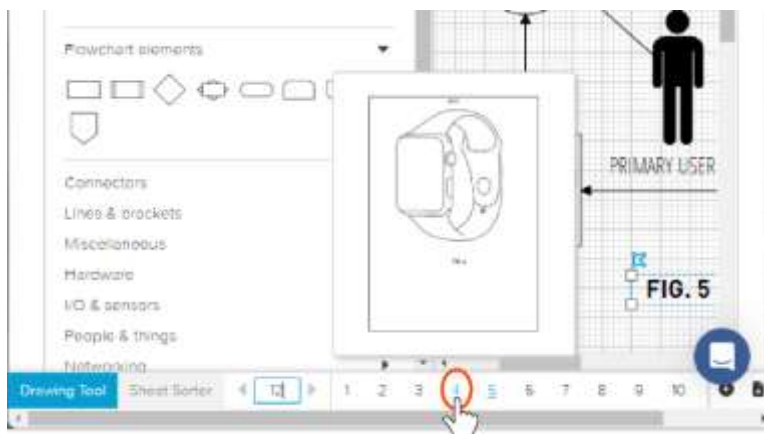 Flowchart elements
Connectors
Lines & brackets
Miscellaneous
Hardware
I/O & sensors
People & things
Networking
PRIMARY USER
FIG. 5
Drawing Tool Sheet Sorter 12 1 2 3 4 5 6 7 8 9 10